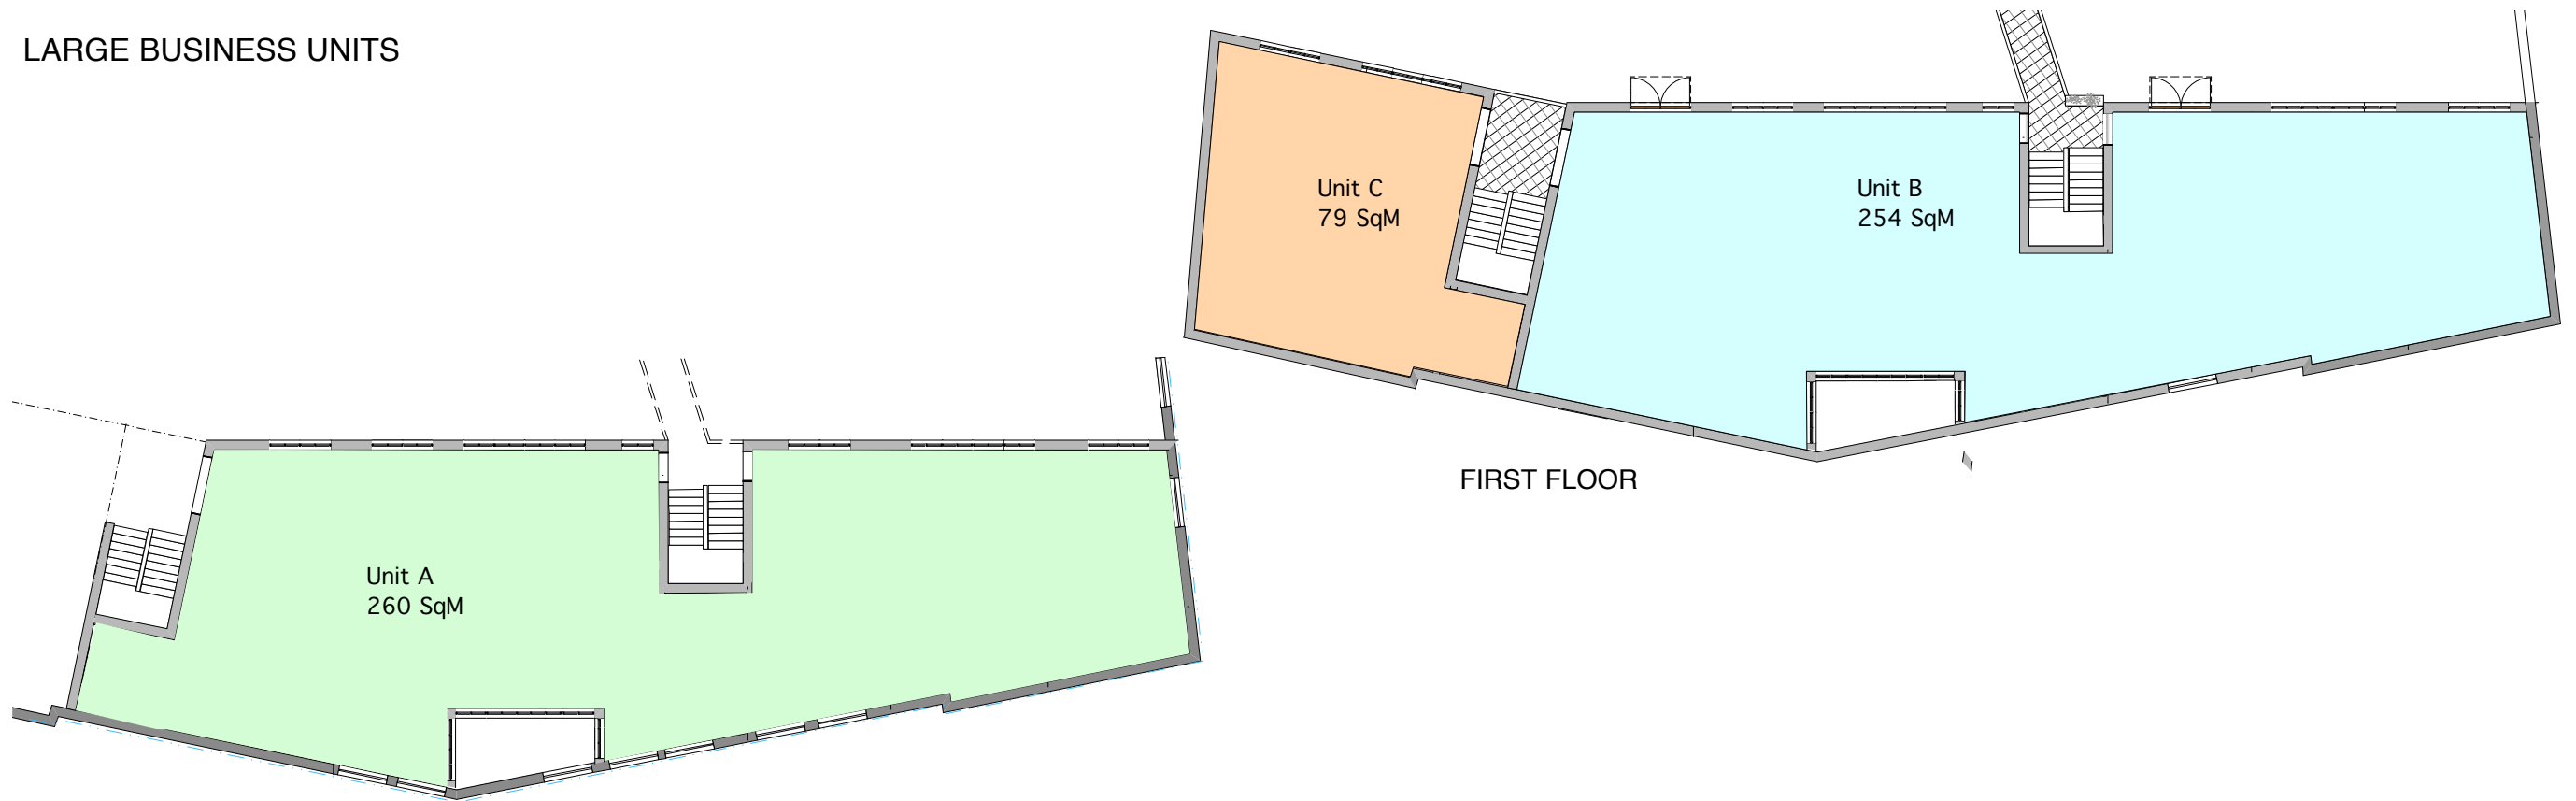 LARGE BUSINESS UNITS
Unit C
79 SqM
Unit B
254 SqM
FIRST FLOOR
Unit A
260 SqM